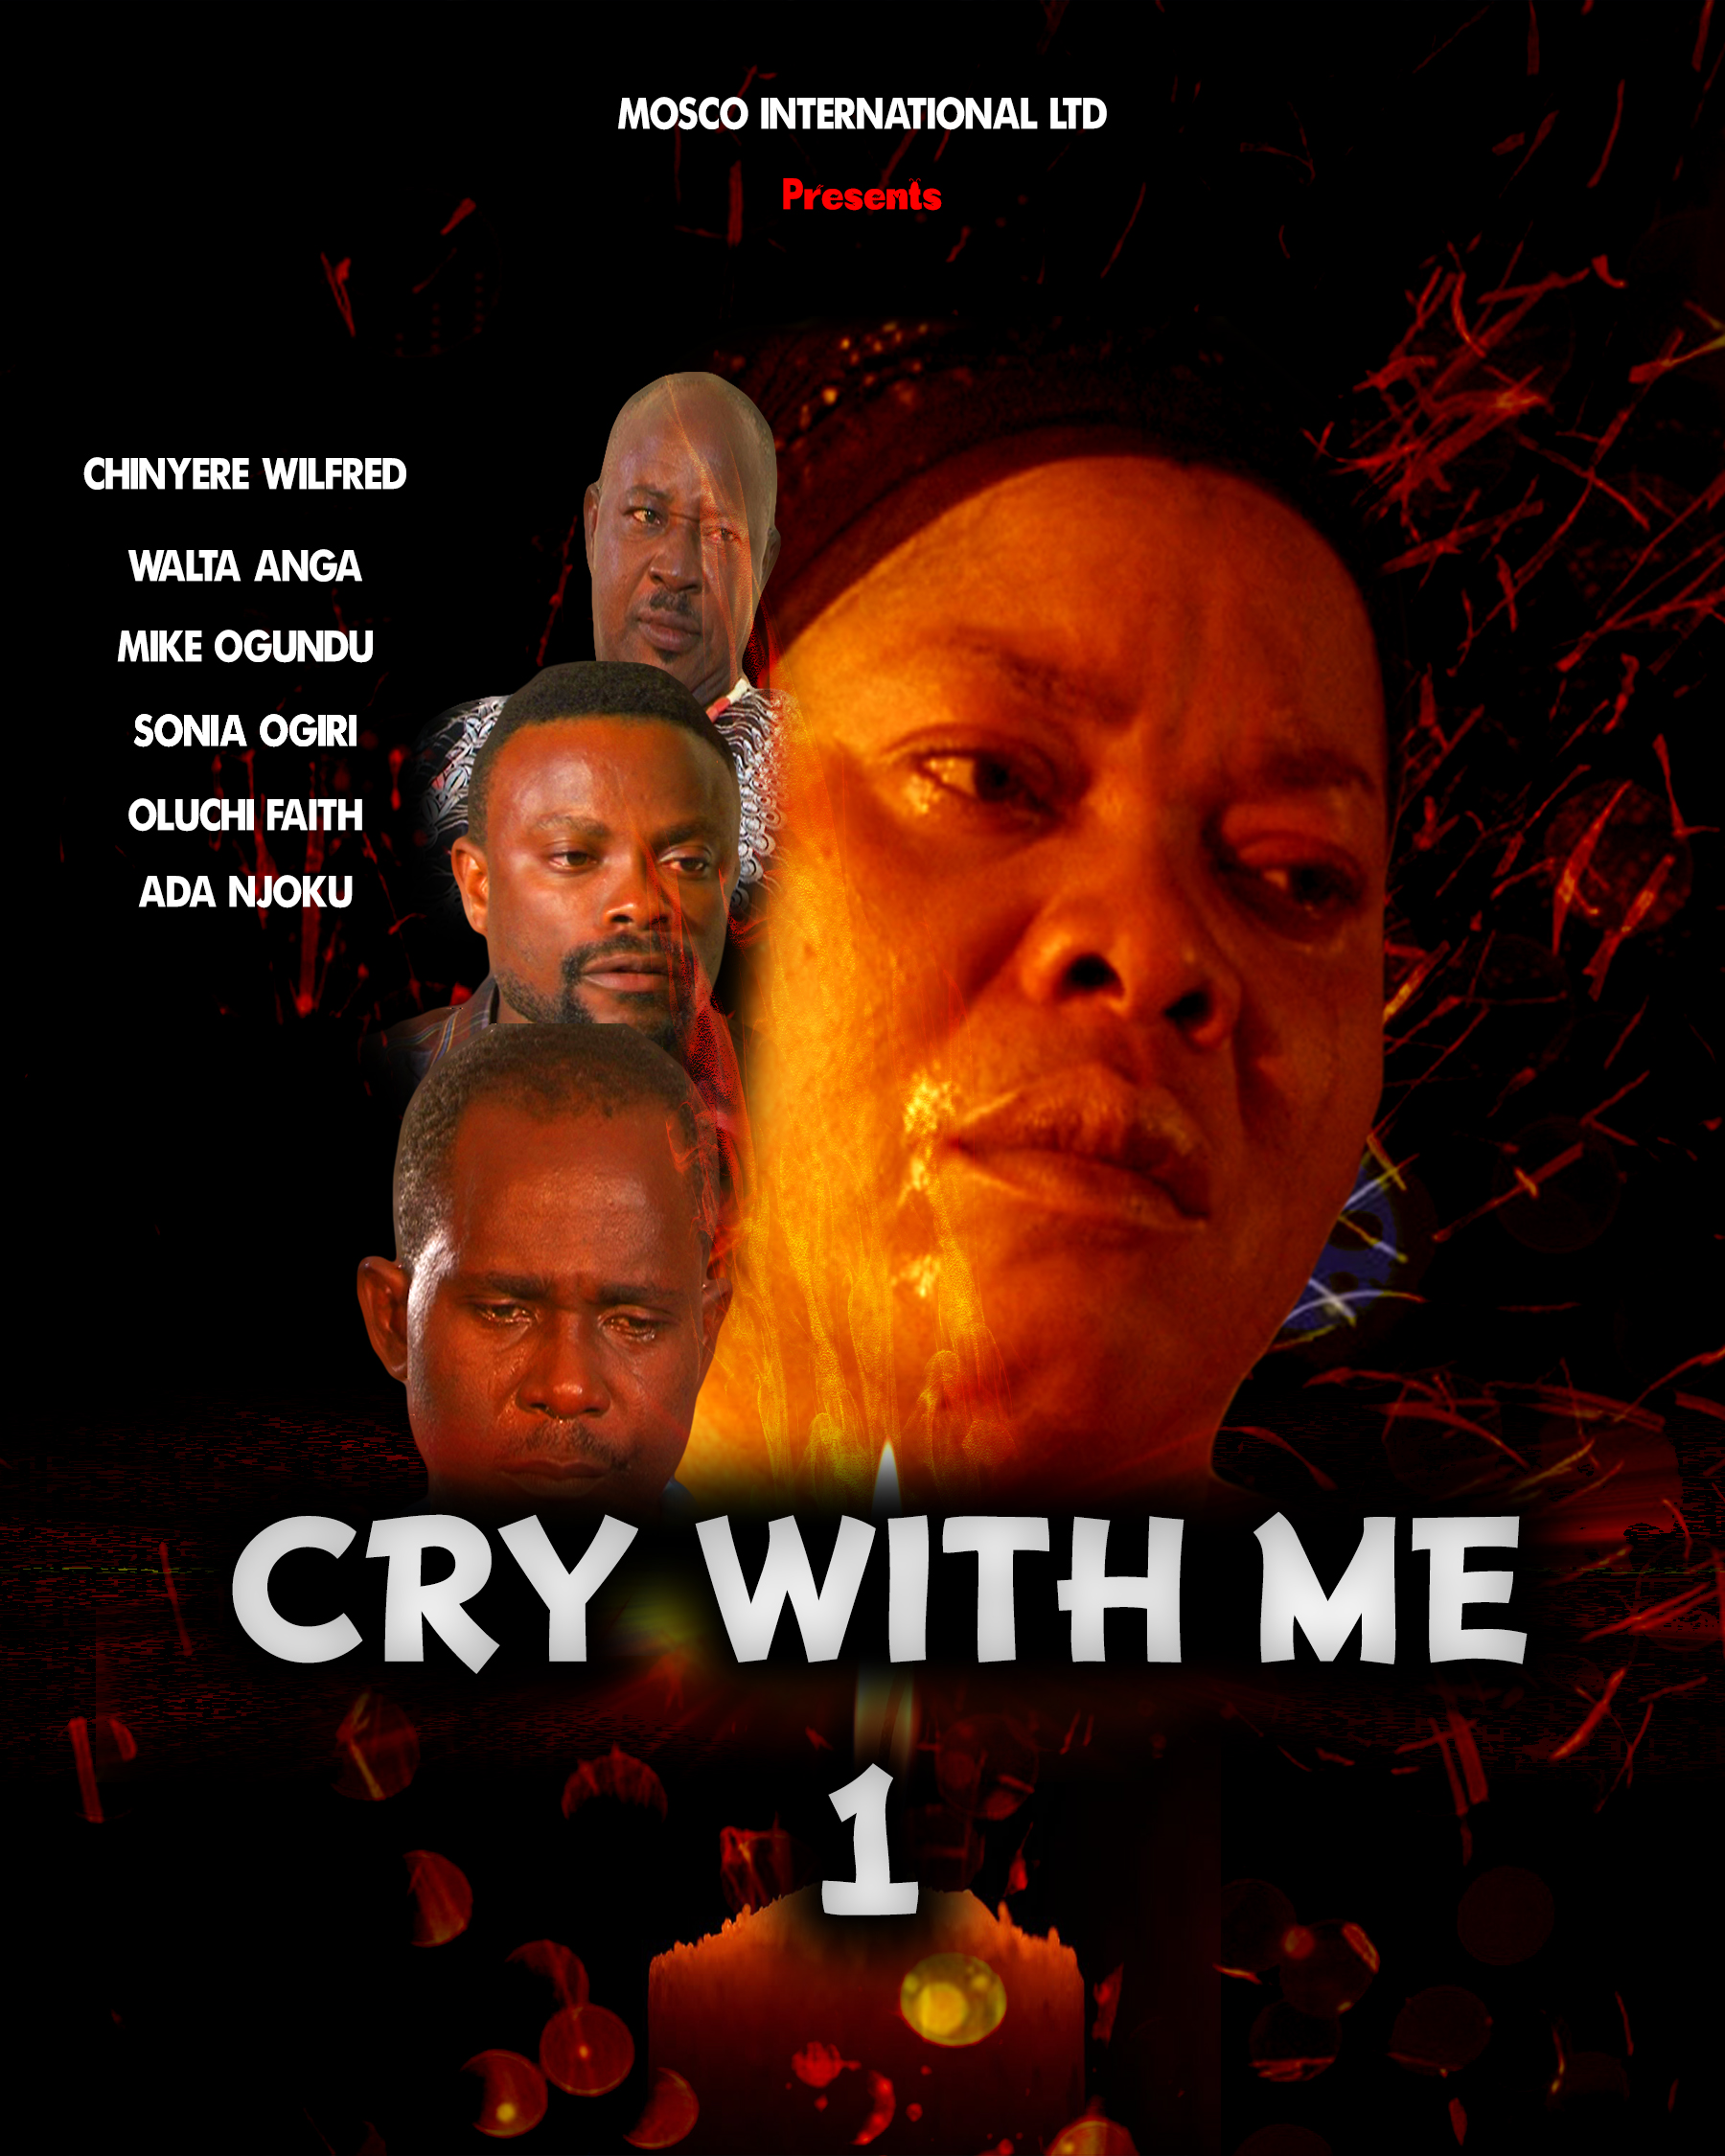 MOSCO INTERNATIONAL LTD
Presents
CHINYERE WILFRED
WALTA ANGA
MIKE OGUNDU
SONIA OGIRI
OLUCHI FAITH
ADA NJOKU
CRY WITH ME
1